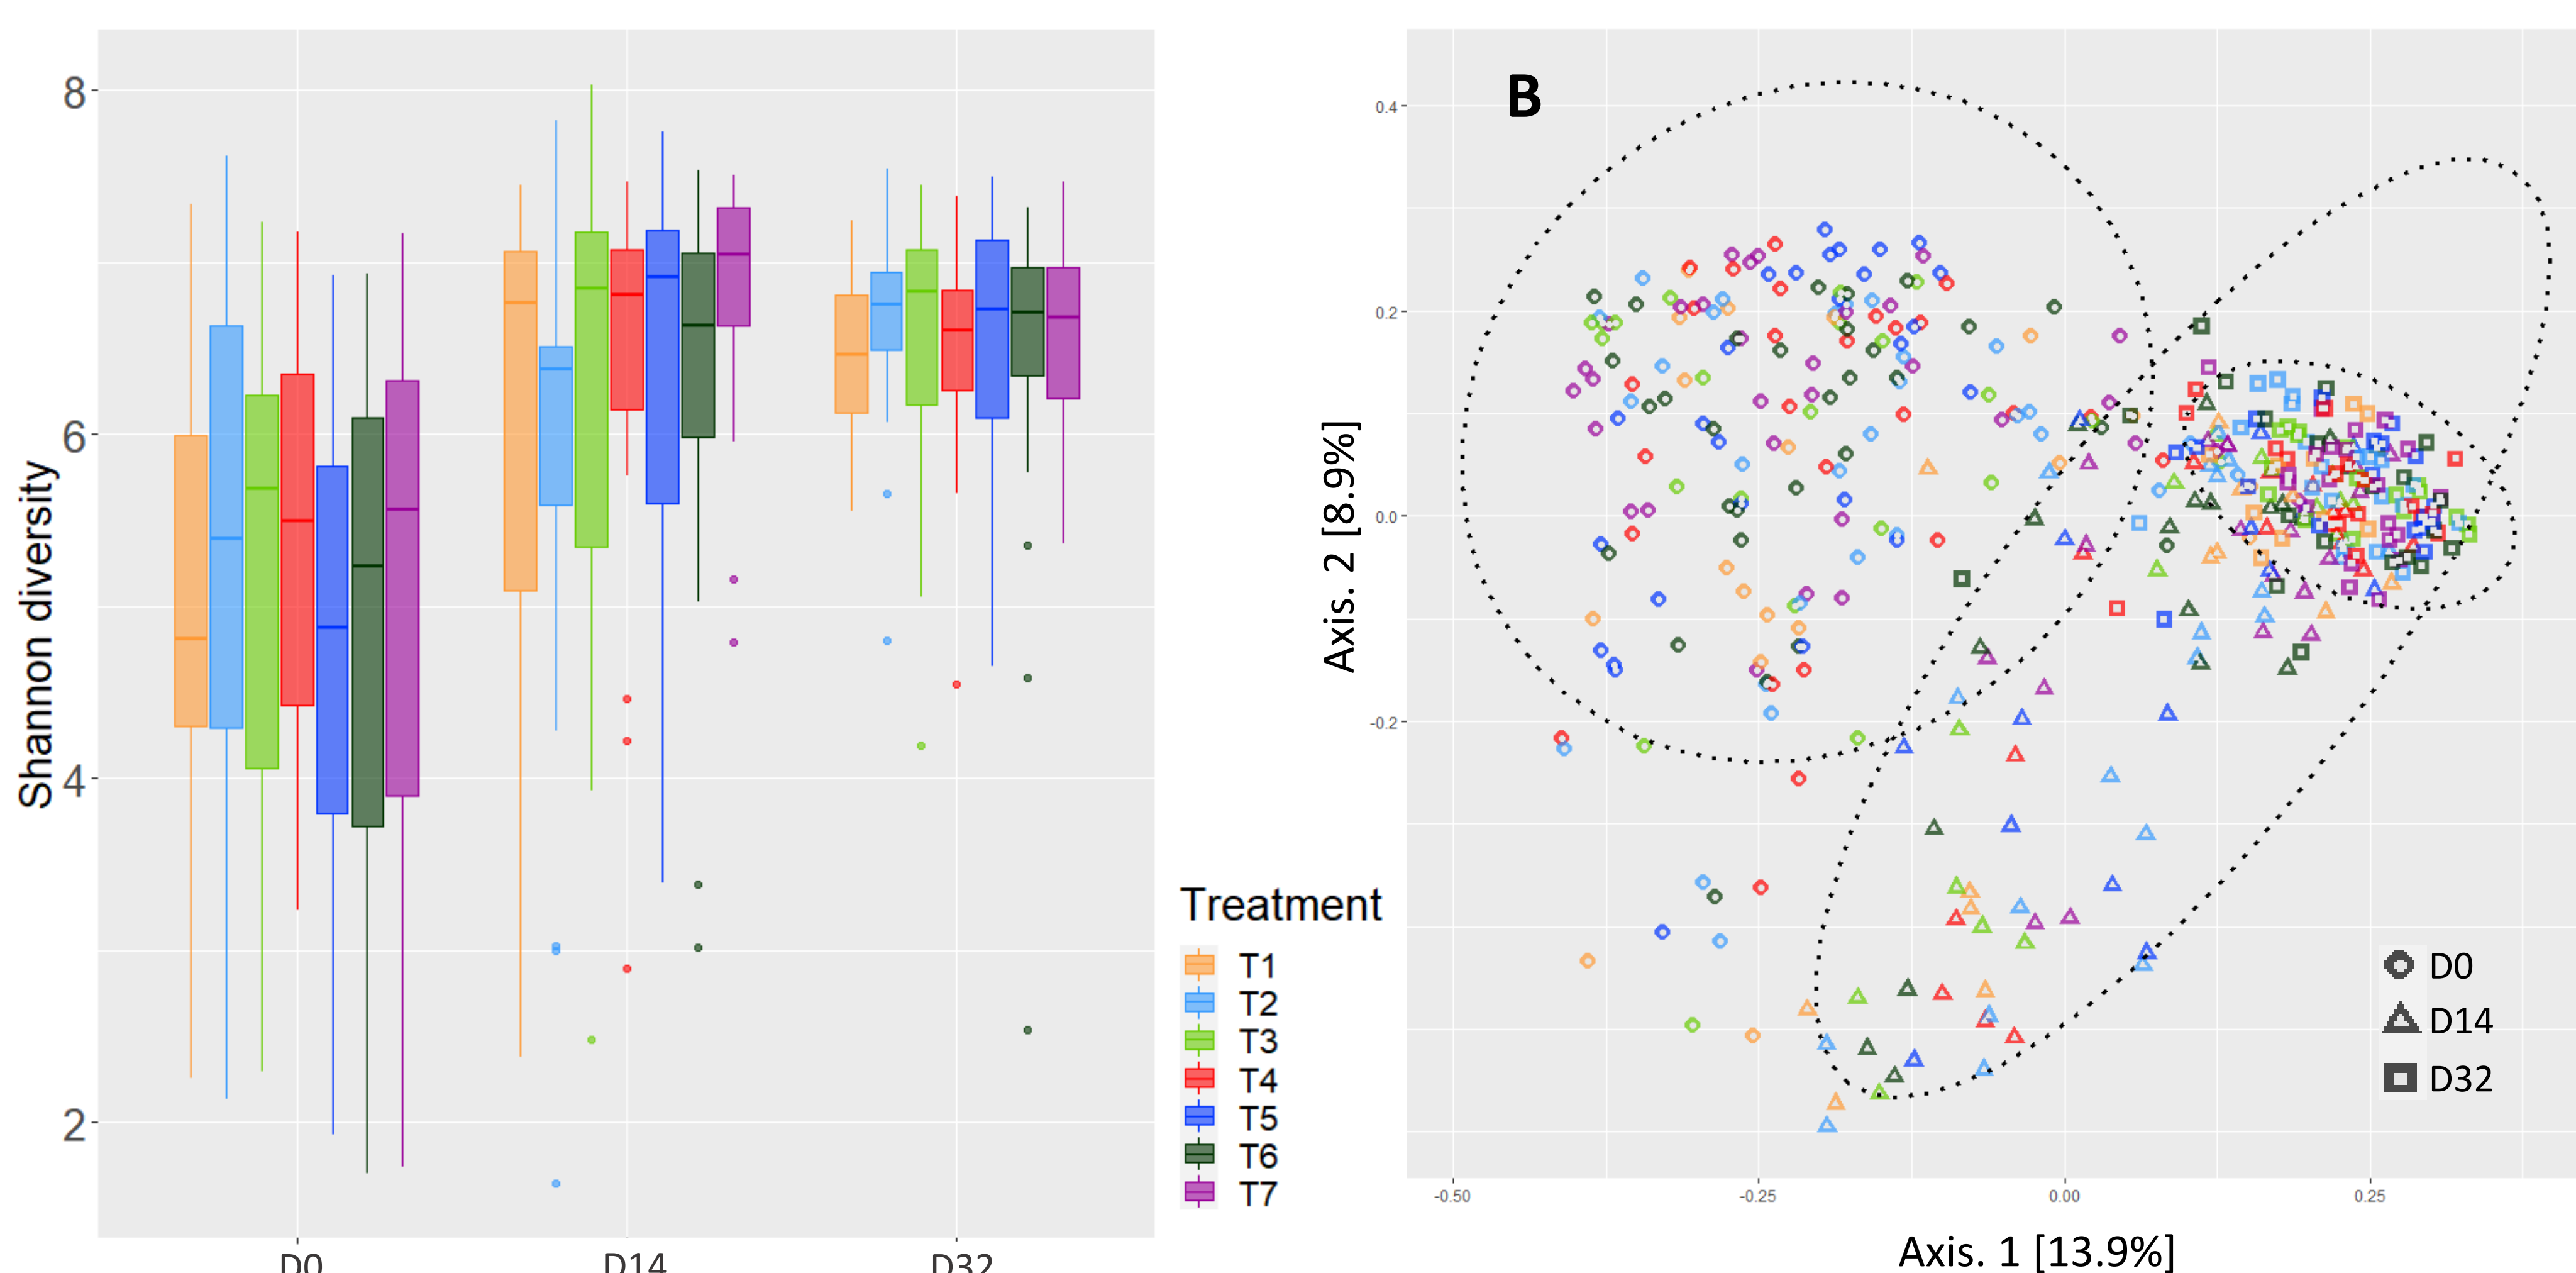 Shannon diversity
8
6
4
2
D0
D14
D32
Treatment
T1
T2
T3
T4
T5
T6
T7
B
Axis. 2 [8.9%]
0.4
0.2
0.0
-0.2
-0.50
-0.25
0.00
0.25
Axis. 1 [13.9%]
D0
D14
D32